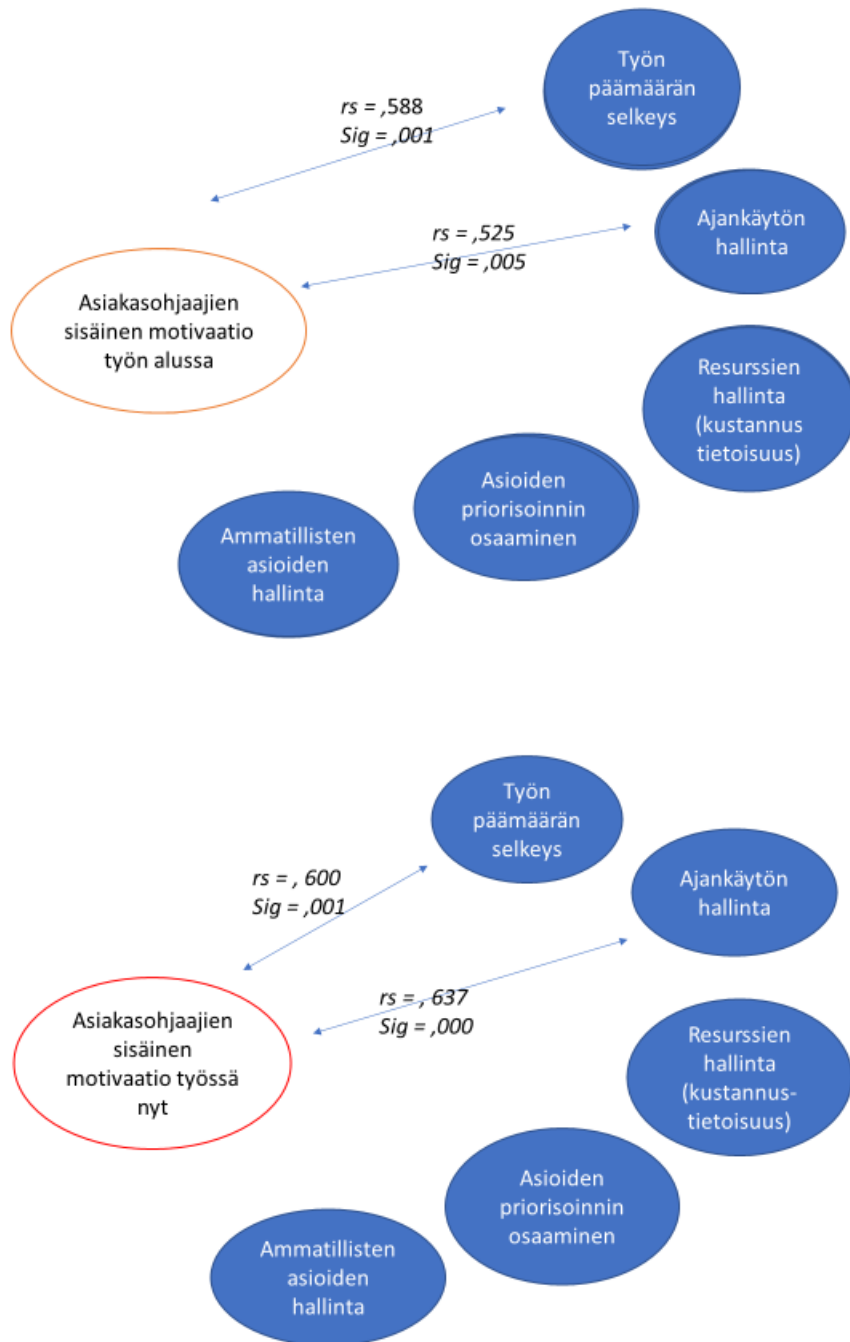 Työn
päämäärän
selkeys
rs = ,588
Sig = ,001
Ajankäytön
hallinta
rs = ,525
Sig = ,005
Asiakasohjaajien
sisäinen motivaatio
työn alussa
Resurssien
hallinta
(kustannus
tietoisuus)
Asioiden
priorisoinnin
osaaminen
Ammatillisten
asioiden
hallinta
Työn
päämäärän
selkeys
rs = , 600
Sig = ,001
Ajankäytön
hallinta
rs = , 637
Sig = ,000
Asiakasohjaajien
sisäinen
motivaatio työssä
nyt
Resurssien
hallinta
(kustannus-
tietoisuus)
Asioiden
priorisoinnin
osaaminen
Ammatillisten
asioiden
hallinta